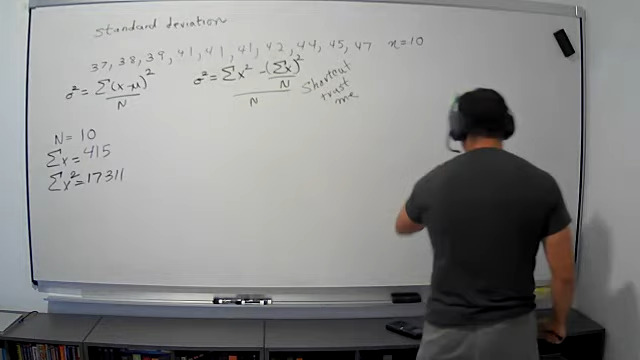 standard deviation
37, 38, 39, 41, 41, 41, 42, 44, 45, 47 n=10
σ² = Σ(x-μ)² / N
σ² = Σx² - (Σx)² / N / N
Shortcut
trust
me
N = 10
Σx = 415
Σx² = 17311